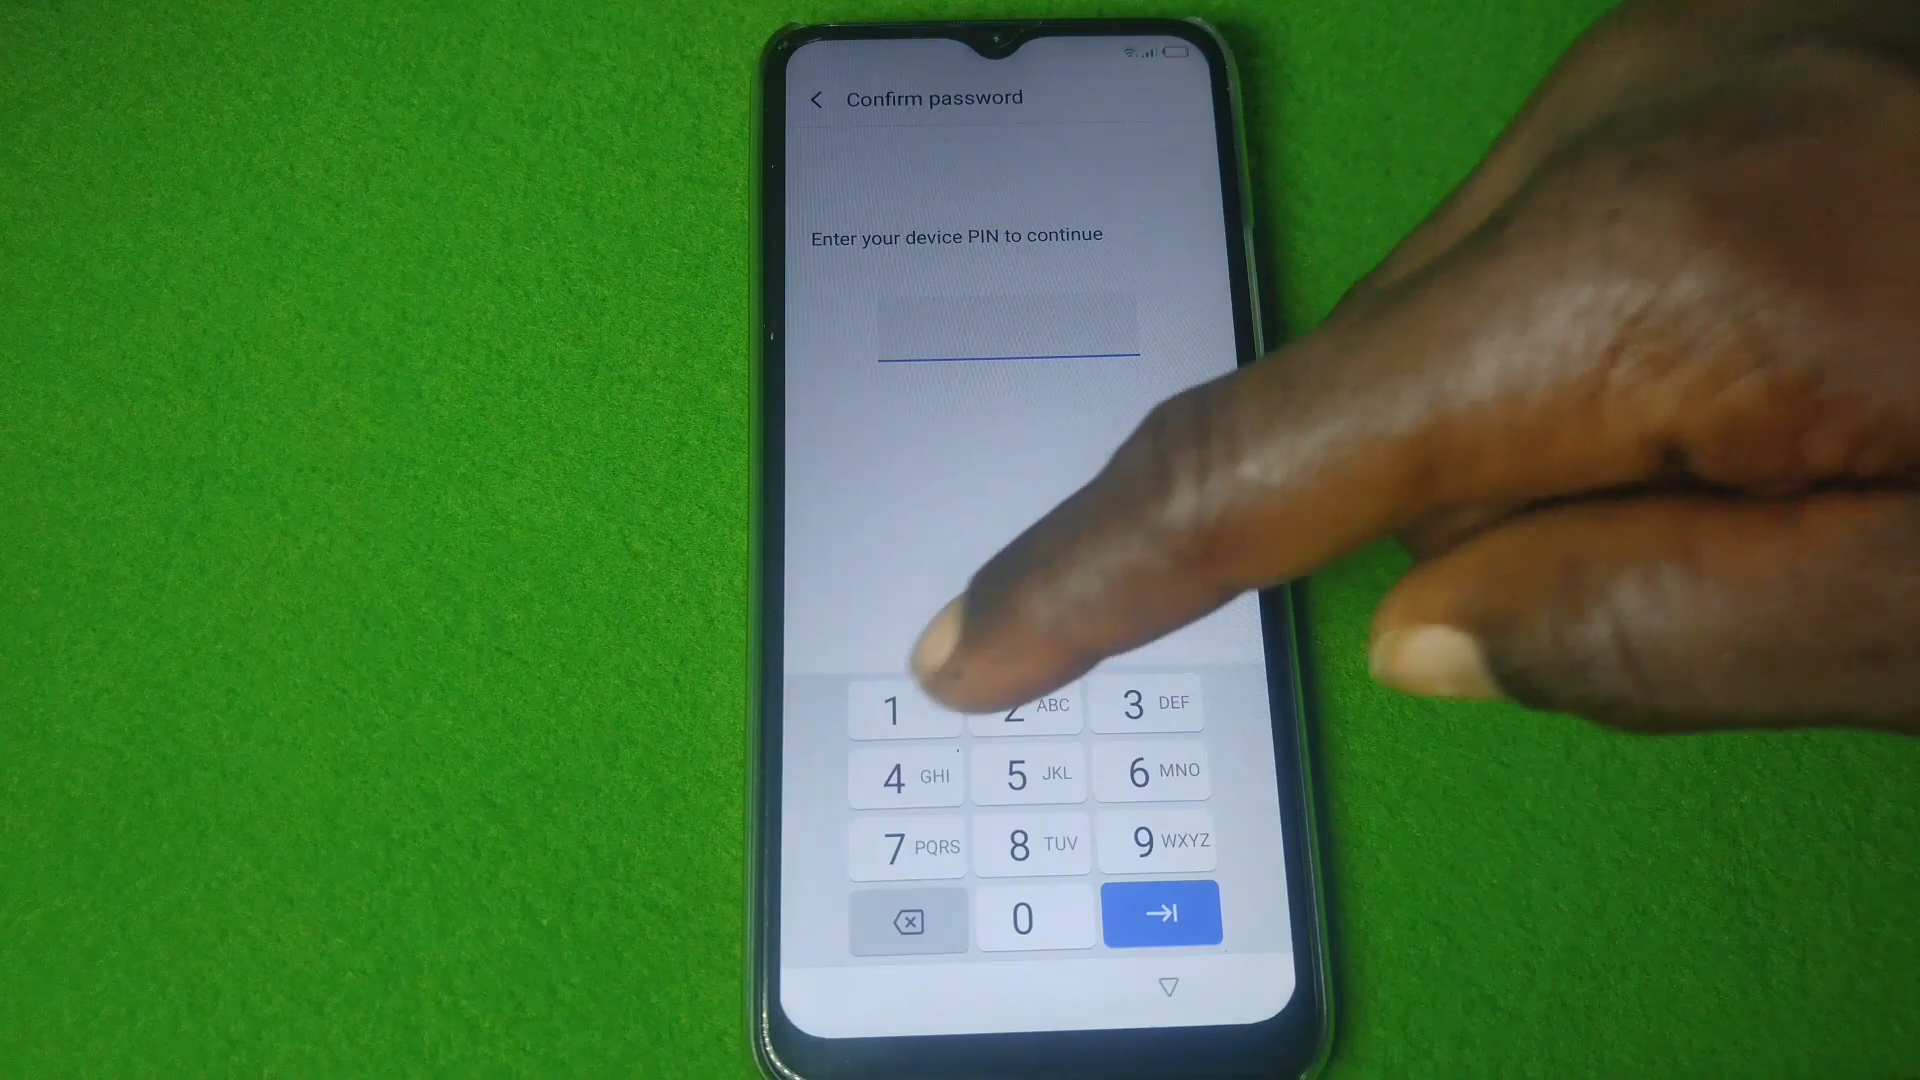 Confirm password
Enter your device PIN to continue
1 2 ABC 3 DEF
4 GHI 5 JKL 6 MNO
7 PQRS 8 TUV 9 WXYZ
0